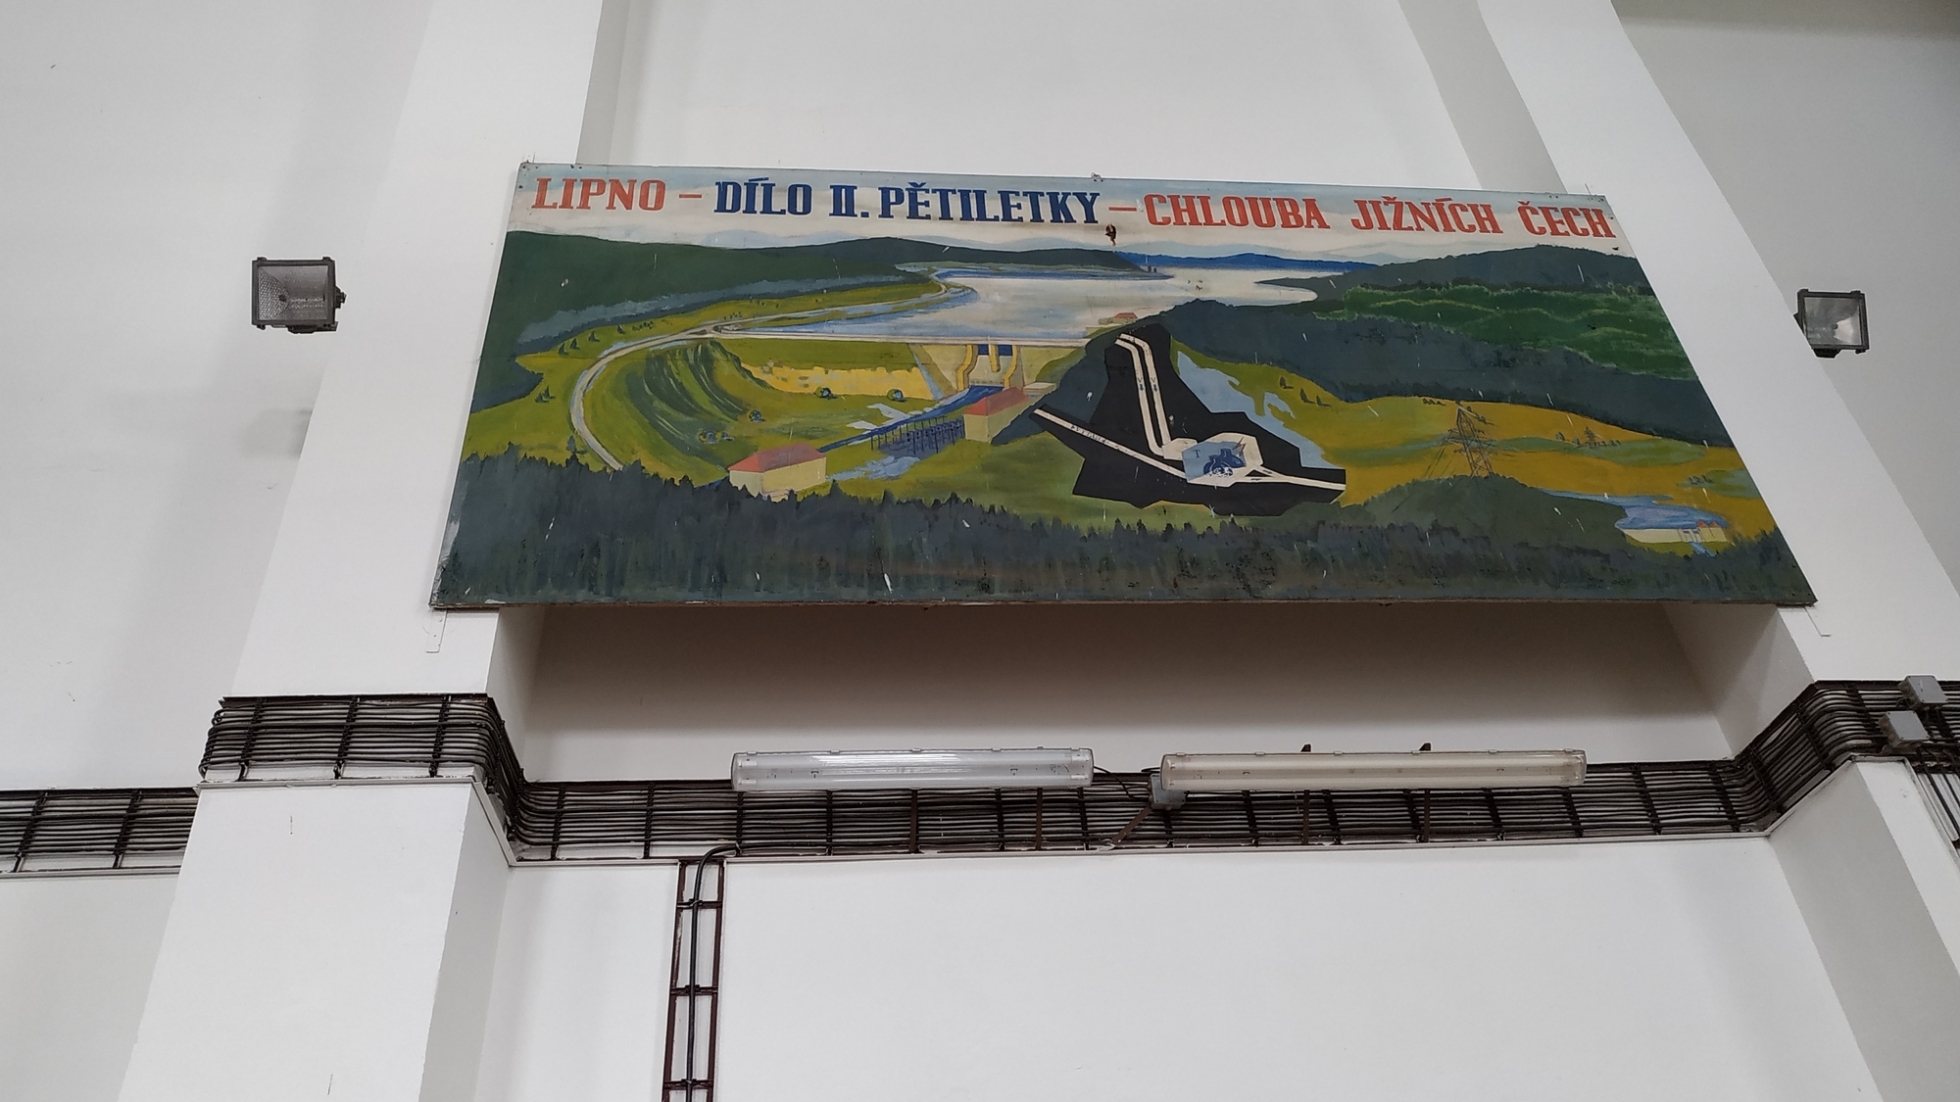 LIPNO – DÍLO II. PĚTILETKY – CHLOUBA JIŽNÍCH ČECH
T